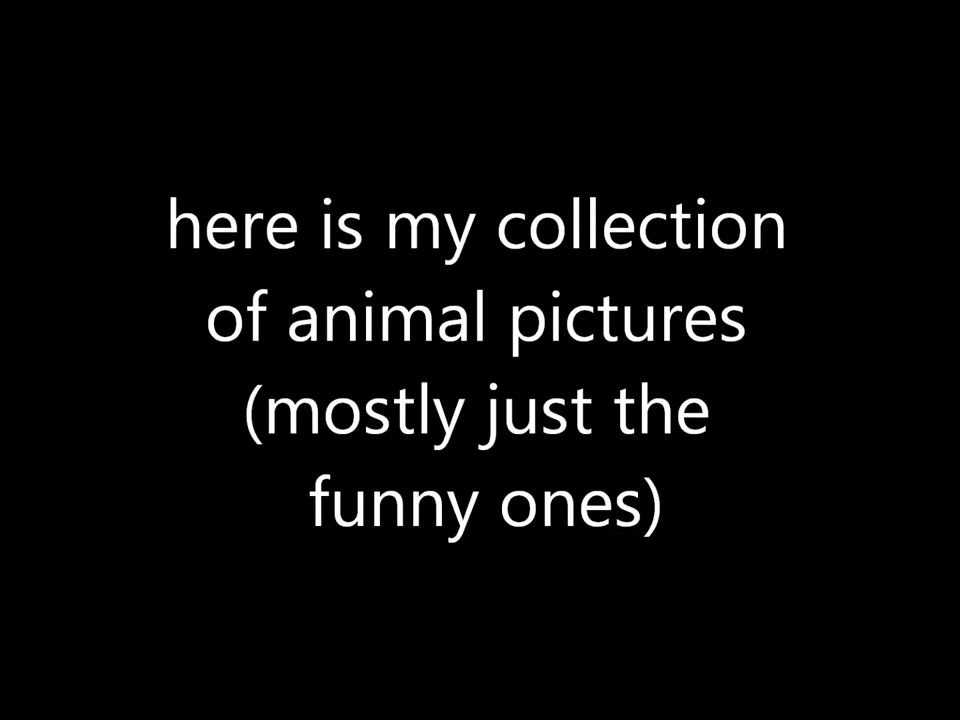 here is my collection
of animal pictures
(mostly just the
funny ones)